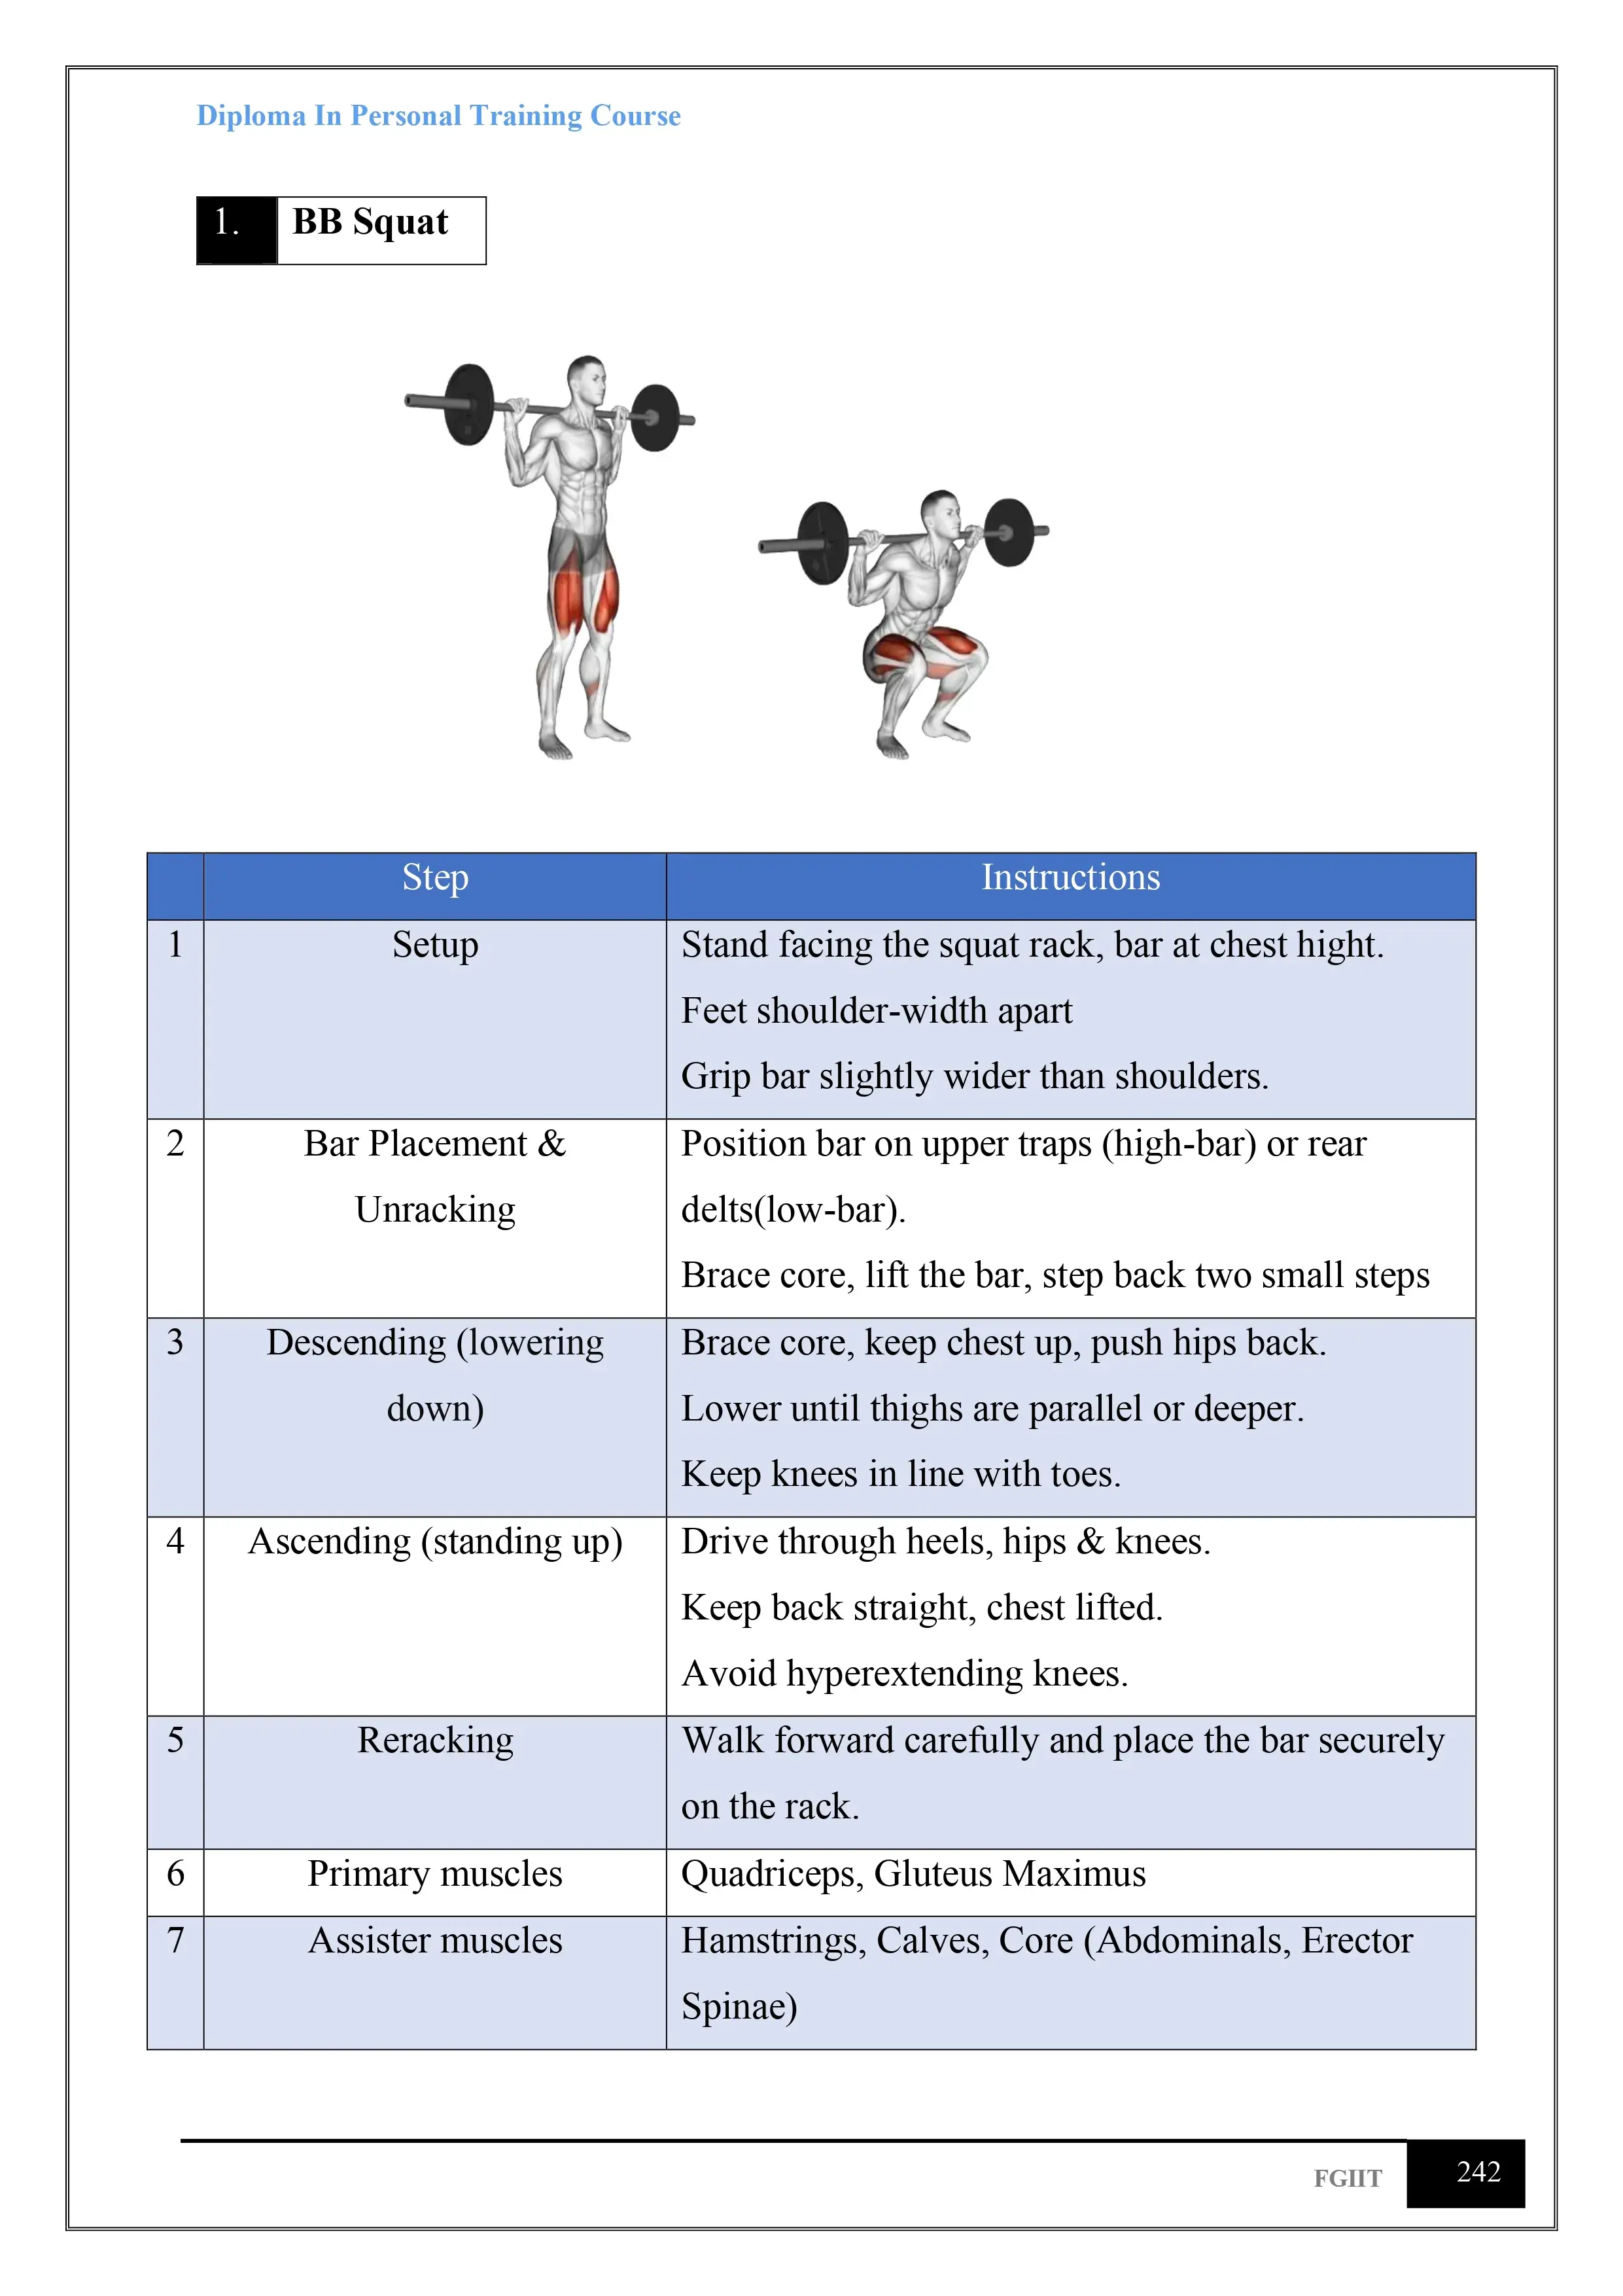 Diploma In Personal Training Course
1. BB Squat
Step Instructions
1 Setup Stand facing the squat rack, bar at chest hight.
Feet shoulder-width apart
Grip bar slightly wider than shoulders.
2 Bar Placement & Position bar on upper traps (high-bar) or rear
Unracking delts(low-bar).
Brace core, lift the bar, step back two small steps
3 Descending (lowering Brace core, keep chest up, push hips back.
down) Lower until thighs are parallel or deeper.
Keep knees in line with toes.
4 Ascending (standing up) Drive through heels, hips & knees.
Keep back straight, chest lifted.
Avoid hyperextending knees.
5 Reracking Walk forward carefully and place the bar securely
on the rack.
6 Primary muscles Quadriceps, Gluteus Maximus
7 Assister muscles Hamstrings, Calves, Core (Abdominals, Erector
Spinae)
FGIIT 242